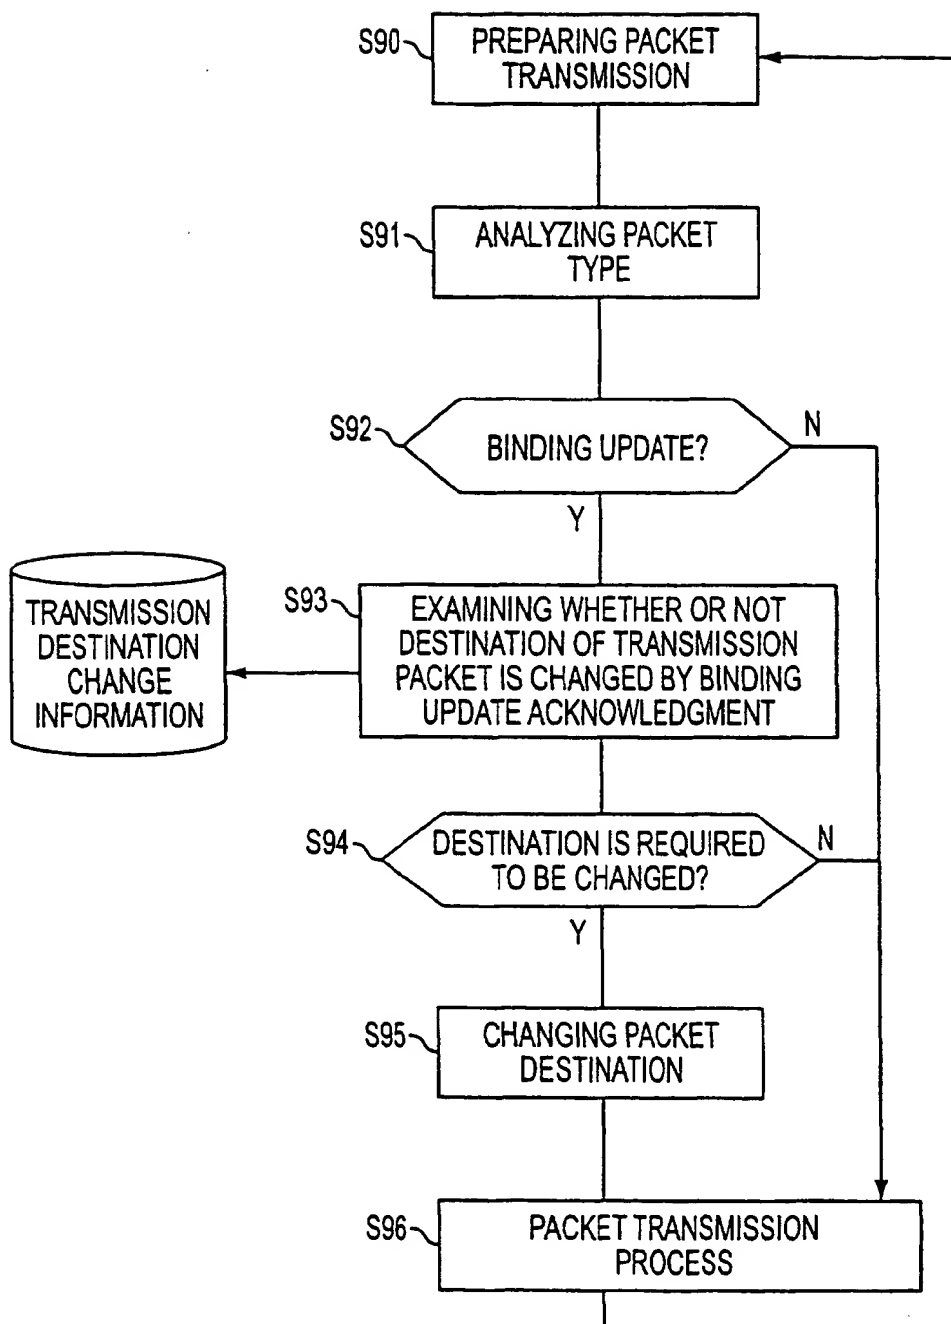 S90
PREPARING PACKET
TRANSMISSION
S91
ANALYZING PACKET
TYPE
S92
BINDING UPDATE?
N
Y
TRANSMISSION
DESTINATION
CHANGE
INFORMATION
S93
EXAMINING WHETHER OR NOT
DESTINATION OF TRANSMISSION
PACKET IS CHANGED BY BINDING
UPDATE ACKNOWLEDGMENT
S94
DESTINATION IS REQUIRED
TO BE CHANGED?
N
Y
S95
CHANGING PACKET
DESTINATION
S96
PACKET TRANSMISSION
PROCESS